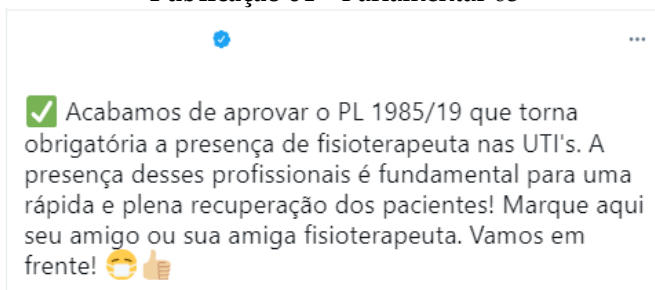 ✅ Acabamos de aprovar o PL 1985/19 que torna
obrigatória a presença de fisioterapeuta nas UTI's. A
presença desses profissionais é fundamental para uma
rápida e plena recuperação dos pacientes! Marque aqui
seu amigo ou sua amiga fisioterapeuta. Vamos em
frente! 😷👍🏼